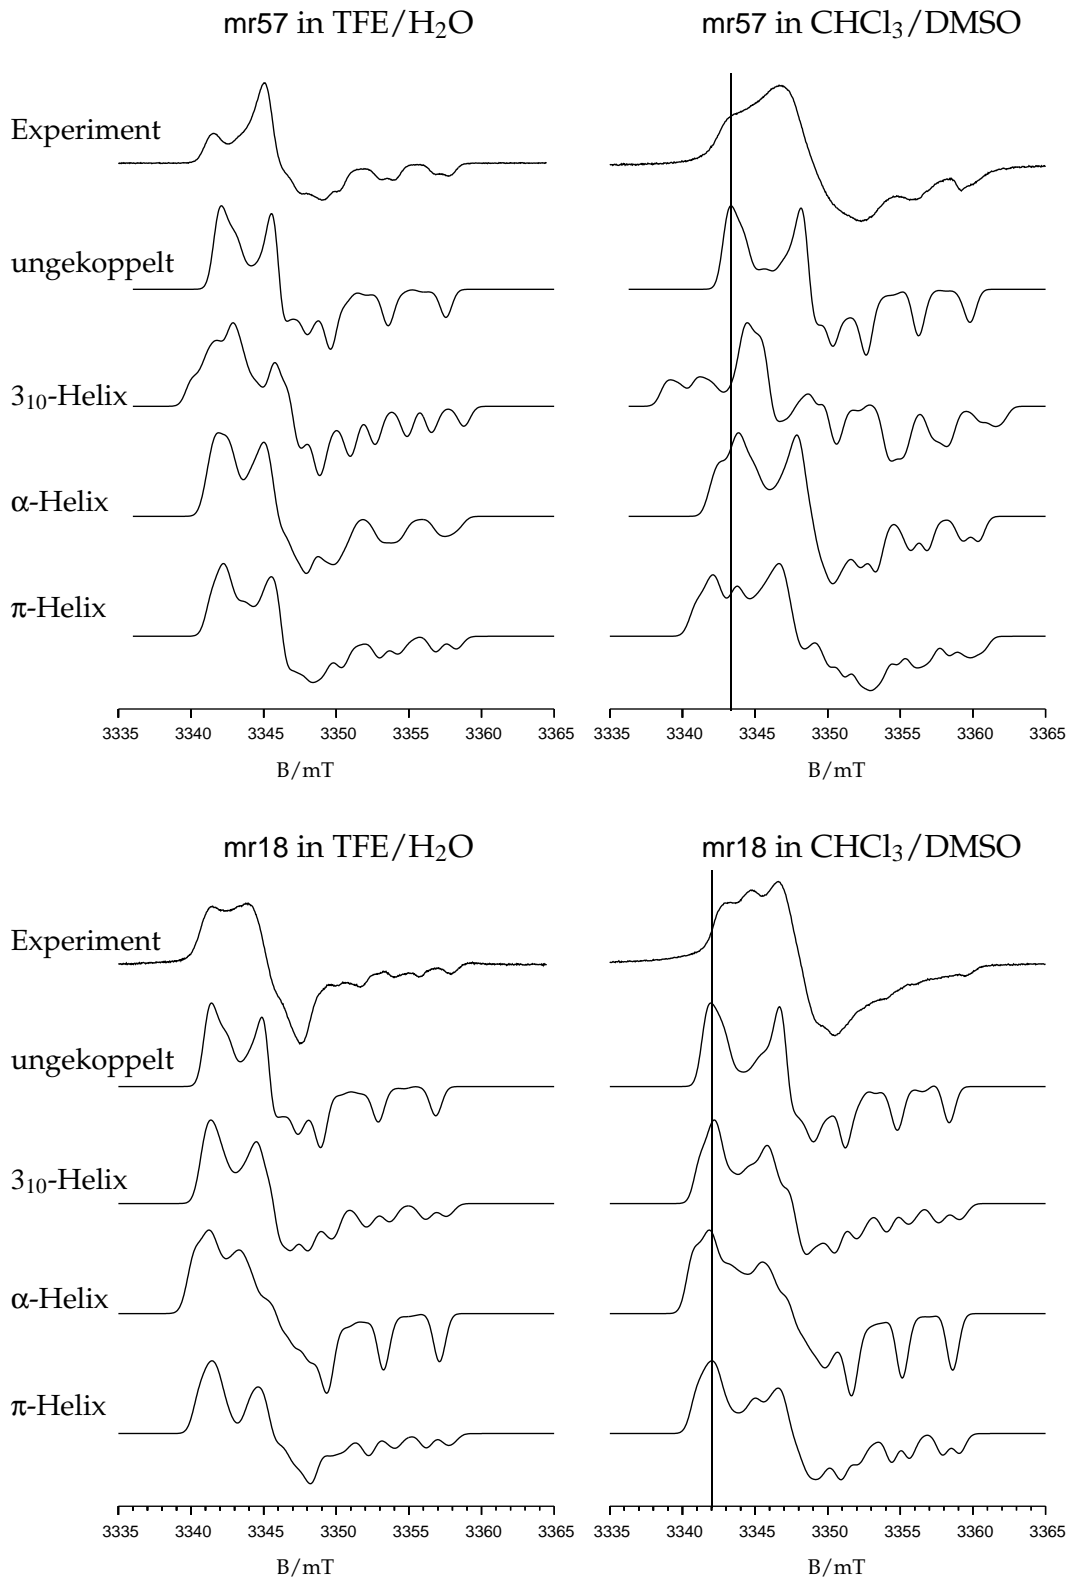 mr57 in TFE/H₂O
mr57 in CHCl₃/DMSO
Experiment
ungekoppelt
3₁₀-Helix
α-Helix
π-Helix
3335 3340 3345 3350 3355 3360 3365
3335 3340 3345 3350 3355 3360 3365
B/mT
B/mT
mr18 in TFE/H₂O
mr18 in CHCl₃/DMSO
Experiment
ungekoppelt
3₁₀-Helix
α-Helix
π-Helix
3335 3340 3345 3350 3355 3360 3365
3335 3340 3345 3350 3355 3360 3365
B/mT
B/mT